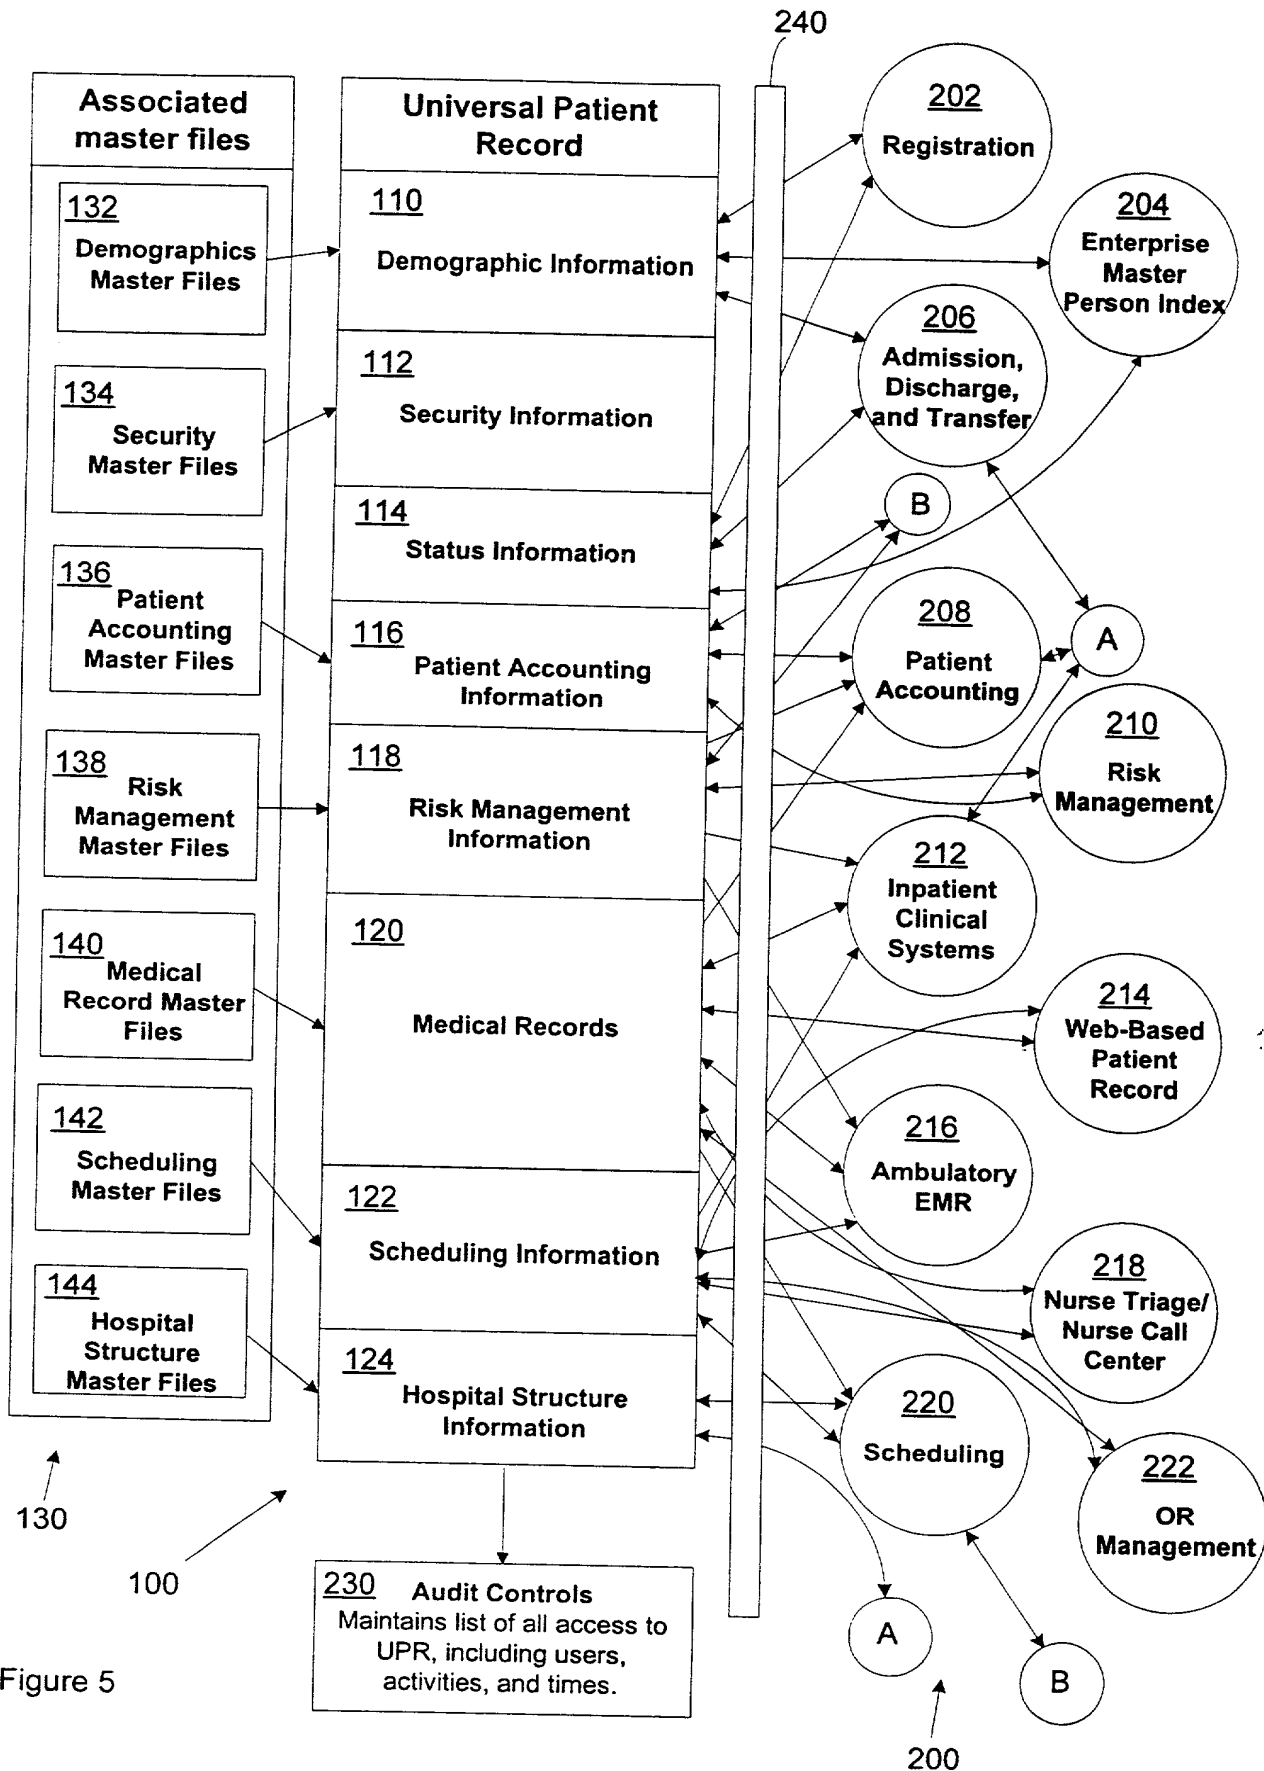 240
Associated
master files
132
Demographics
Master Files
134
Security
Master Files
136
Patient
Accounting
Master Files
138
Risk
Management
Master Files
140
Medical
Record Master
Files
142
Scheduling
Master Files
144
Hospital
Structure
Master Files
130
Universal Patient
Record
110
Demographic Information
112
Security Information
114
Status Information
116
Patient Accounting
Information
118
Risk Management
Information
120
Medical Records
122
Scheduling Information
124
Hospital Structure
Information
100
230 Audit Controls
Maintains list of all access to
UPR, including users,
activities, and times.
202
Registration
204
Enterprise
Master
Person Index
206
Admission,
Discharge,
and Transfer
B
208
Patient
Accounting
A
210
Risk
Management
212
Inpatient
Clinical
Systems
214
Web-Based
Patient
Record
216
Ambulatory
EMR
218
Nurse Triage/
Nurse Call
Center
220
Scheduling
222
OR
Management
A
B
200
Figure 5